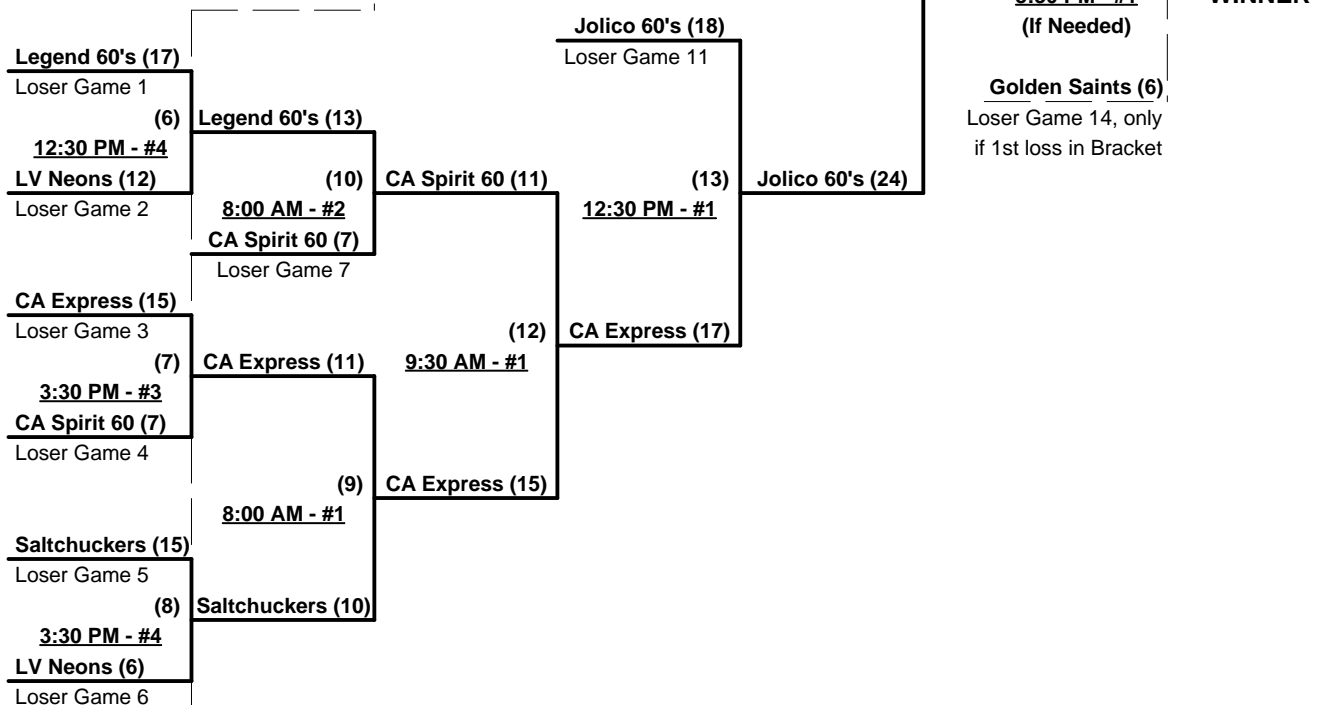 Jolico 60's (18)
Loser Game 11
(If Needed)
Legend 60's (17)
Loser Game 1
Golden Saints (6)
Loser Game 14, only
if 1st loss in Bracket
(6)
Legend 60's (13)
12:30 PM - #4
LV Neons (12)
Loser Game 2
(10)
CA Spirit 60 (11)
(13)
Jolico 60's (24)
8:00 AM - #2
12:30 PM - #1
CA Spirit 60 (7)
Loser Game 7
CA Express (15)
Loser Game 3
(12)
CA Express (17)
(7)
CA Express (11)
9:30 AM - #1
3:30 PM - #3
CA Spirit 60 (7)
Loser Game 4
(9)
CA Express (15)
8:00 AM - #1
Saltchuckers (15)
Loser Game 5
(8)
Saltchuckers (10)
3:30 PM - #4
LV Neons (6)
Loser Game 6